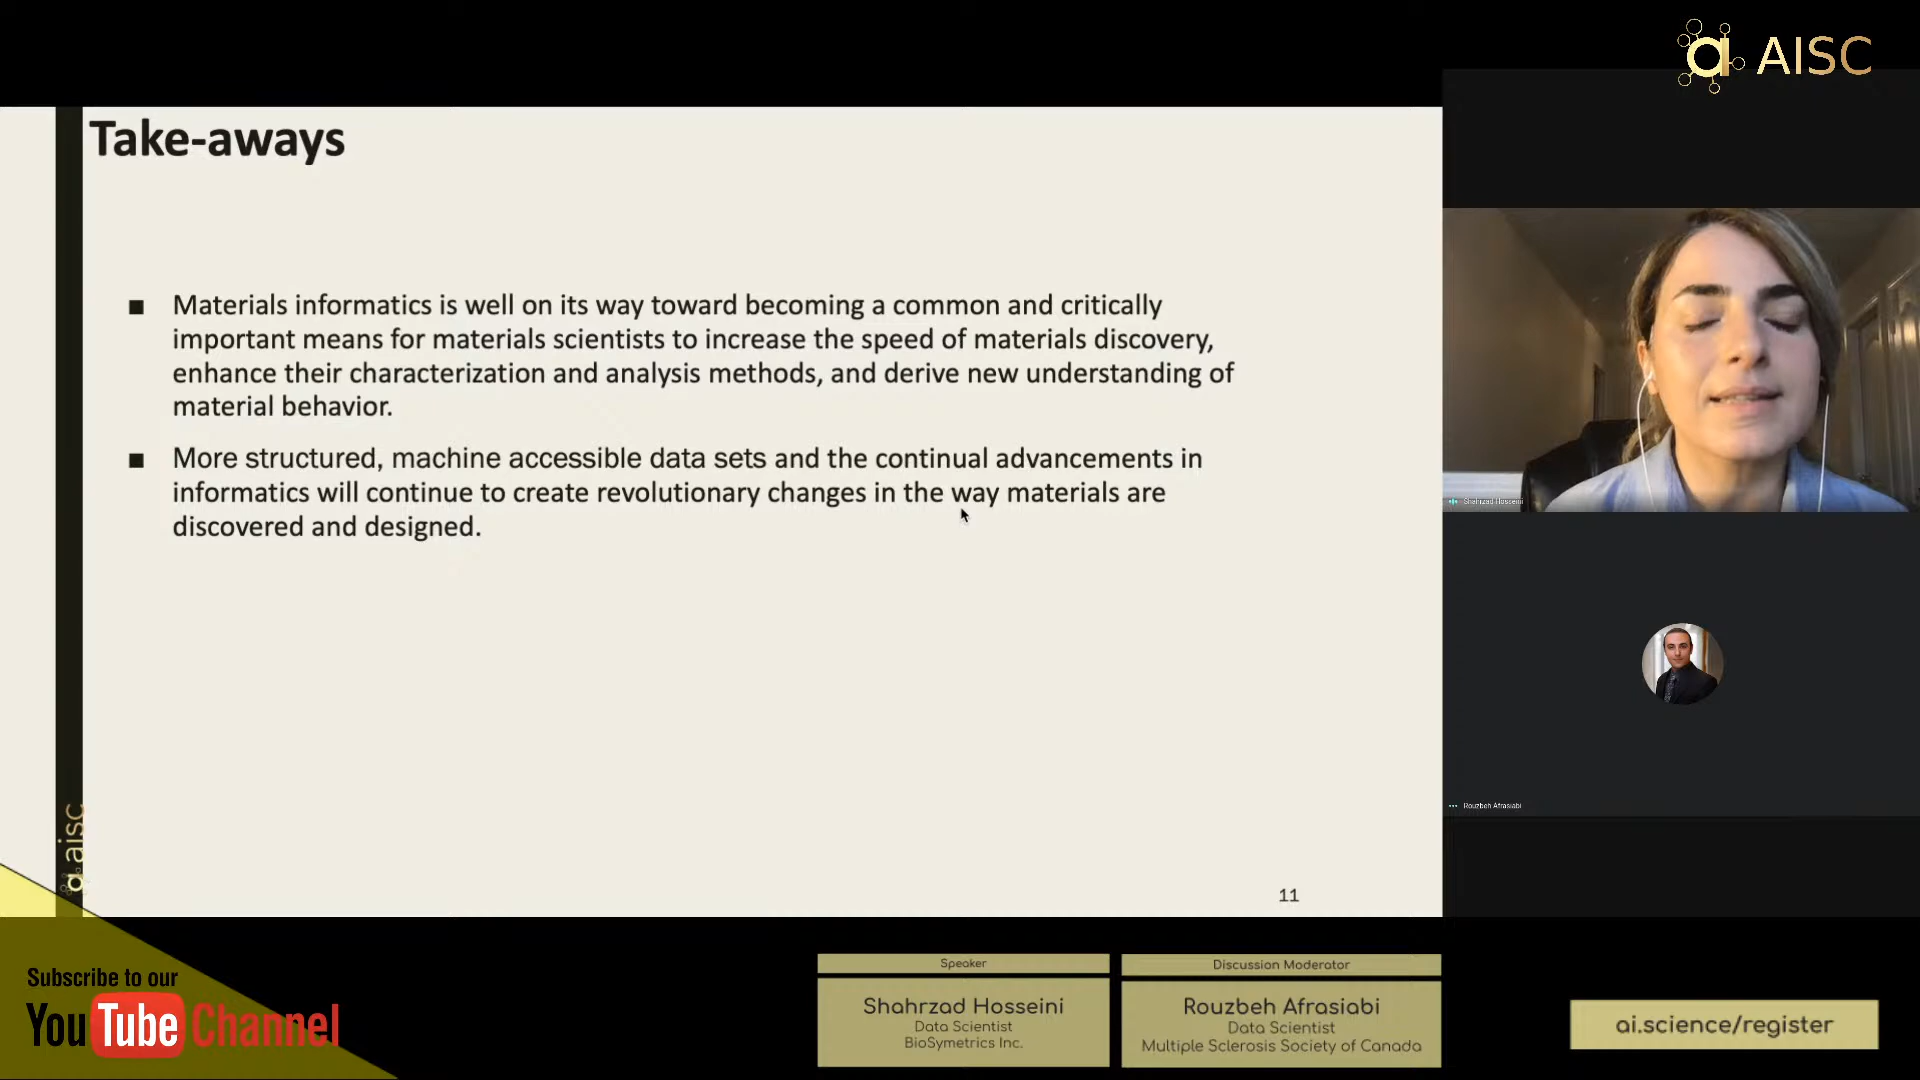 AISC
Take-aways
■ Materials informatics is well on its way toward becoming a common and critically
important means for materials scientists to increase the speed of materials discovery,
enhance their characterization and analysis methods, and derive new understanding of
material behavior.
■ More structured, machine accessible data sets and the continual advancements in
informatics will continue to create revolutionary changes in the way materials are
discovered and designed.
Shahrzad Hosseini
Rouzbeh Afrasiabi
aisc
11
Subscribe to our
YouTube Channel
Speaker
Shahrzad Hosseini
Data Scientist
BioSymetrics Inc.
Discussion Moderator
Rouzbeh Afrasiabi
Data Scientist
Multiple Sclerosis Society of Canada
ai.science/register